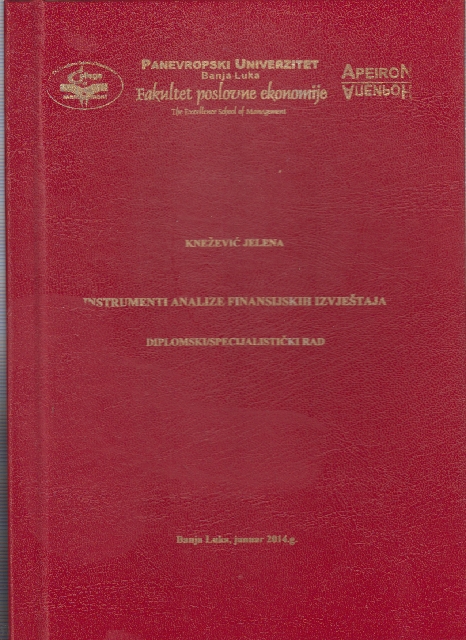 PANEVROPSKI UNIVERZITET
Banja Luka
Fakultet poslovne ekonomije
The Excellence School of Management
APEIRON
KNEŽEVIĆ JELENA
INSTRUMENTI ANALIZE FINANSIJSKIH IZVJEŠTAJA
DIPLOMSKI/SPECIJALISTIČKI RAD
Banja Luka, januar 2014.g.